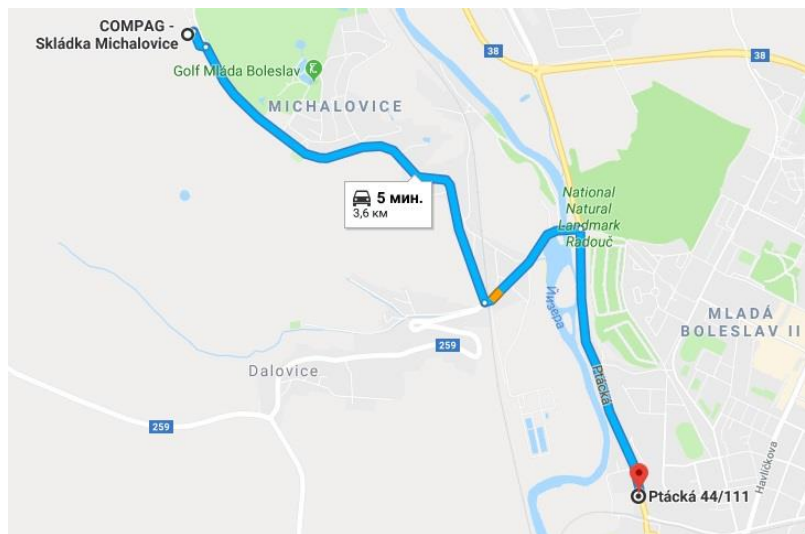 COMPAG -
Skládka Michalovice
38
38
Golf Mladá Boleslav
MICHALOVICE
5 мин.
3,6 км
National
Natural
Landmark
Radouč
Йизера
MLADÁ
BOLESLAV II
259
Dalovice
Ptácká
259
Havlíčkova
Ptácká 44/111